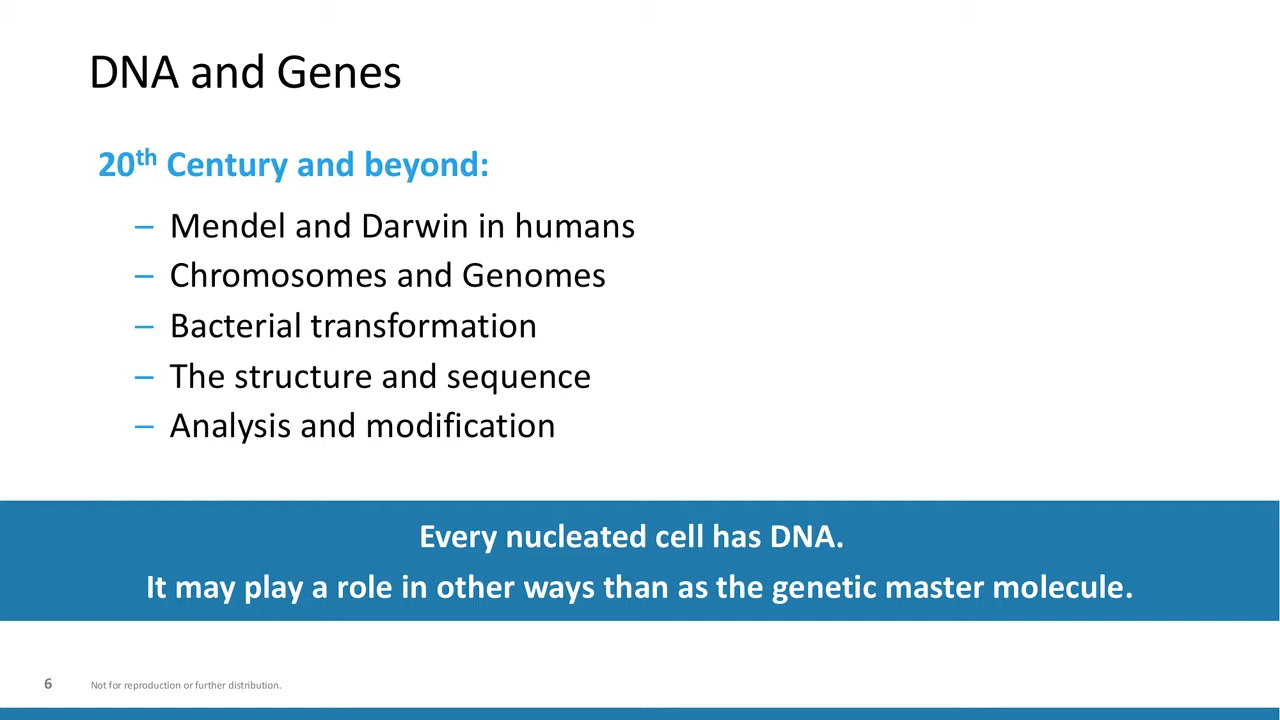 DNA and Genes
20th Century and beyond:
– Mendel and Darwin in humans
– Chromosomes and Genomes
– Bacterial transformation
– The structure and sequence
– Analysis and modification
Every nucleated cell has DNA.
It may play a role in other ways than as the genetic master molecule.
6 Not for reproduction or further distribution.